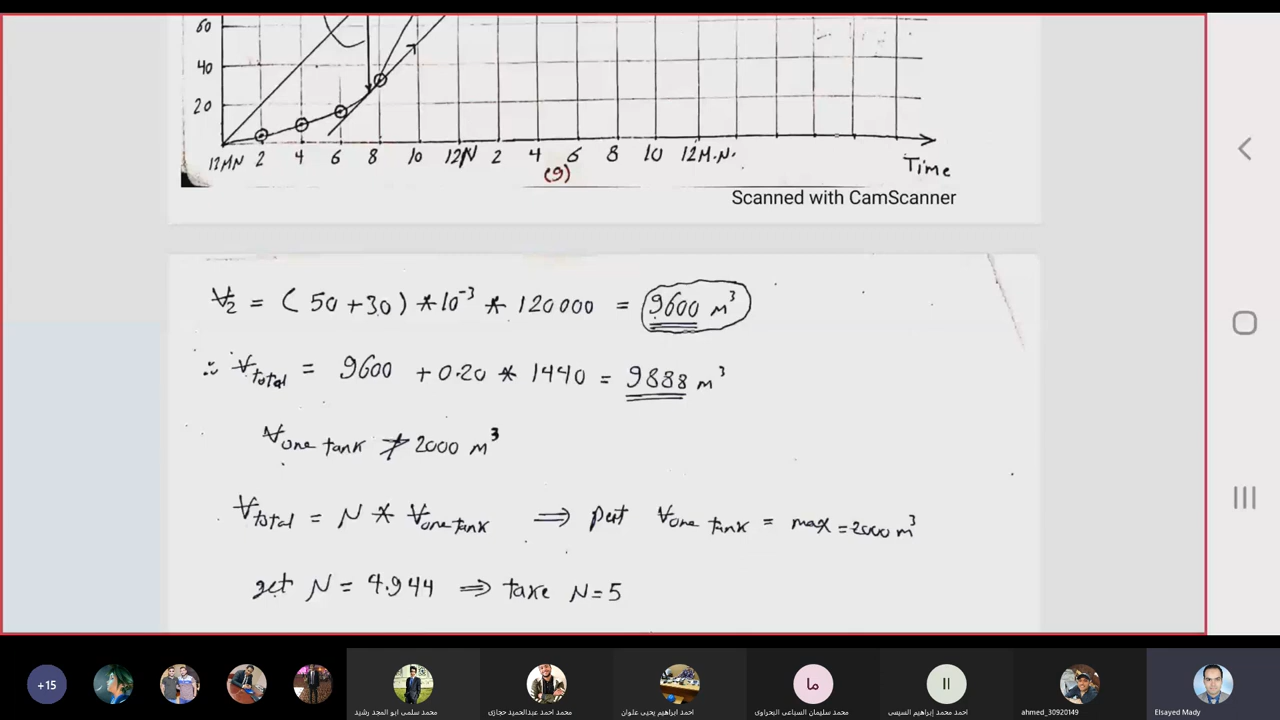 60
40
20
12MN 2 4 6 8 10 12N 2 4 6 8 10 12M.N.
Time
(9)
Scanned with CamScanner
V₂ = (50+30) * 10⁻³ * 120000 = 9600 m³
∴ V total = 9600 + 0.20 * 1440 = 9888 m³
V one tank ≯ 2000 m³
V total = N * V one tank ⟹ put V one tank = max = 2000 m³
get N = 4.944 ⟹ take N = 5
+15
محمد سلمى ابو المجد رشيد
محمد احمد عبدالحميد حجازى
احمد ابراهيم يحيى علوان
ما
محمد سليمان السباعى البحراوى
اا
احمد محمد إبراهيم السيسى
ahmed_30920149
Elsayed Mady